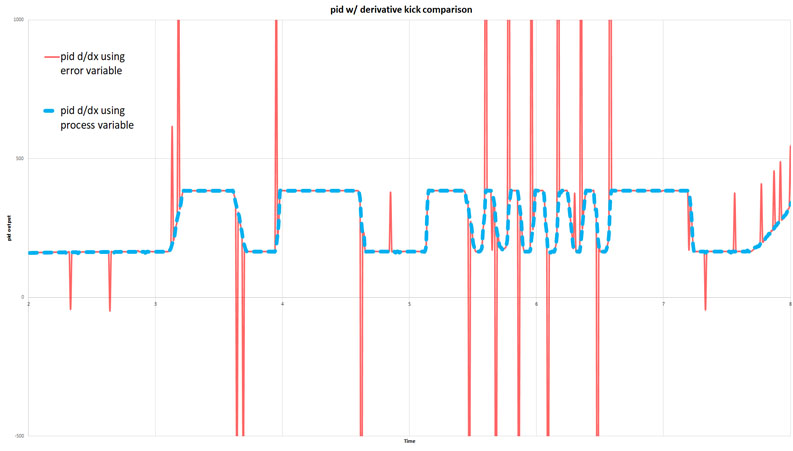 pid w/ derivative kick comparison
1000
pid d/dx using
error variable
pid d/dx using
process variable
500
pid output
0
2
3
4
5
6
7
8
-500
Time